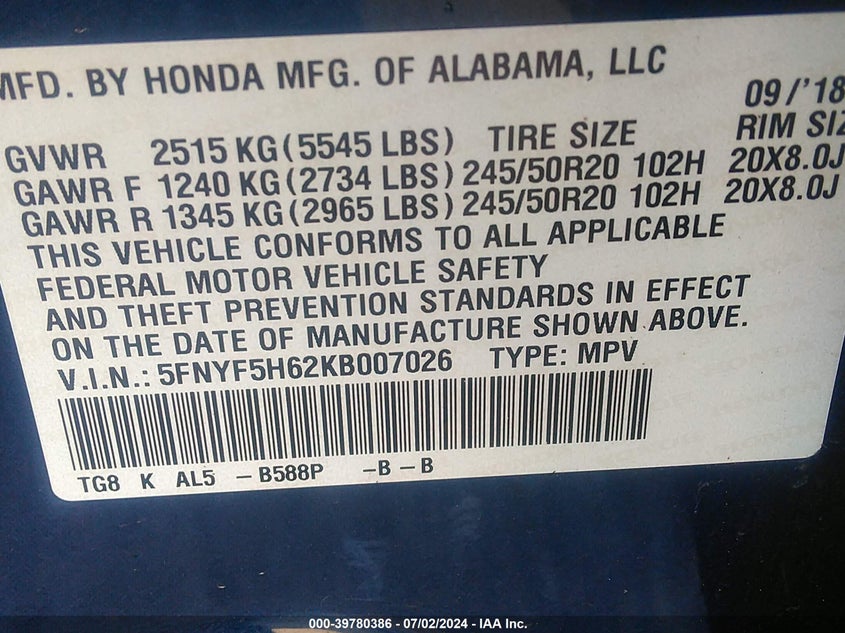 MFD. BY HONDA MFG. OF ALABAMA, LLC
09/'18
GVWR 2515 KG (5545 LBS) TIRE SIZE RIM SIZ
GAWR F 1240 KG (2734 LBS) 245/50R20 102H 20X8.0J
GAWR R 1345 KG (2965 LBS) 245/50R20 102H 20X8.0J
THIS VEHICLE CONFORMS TO ALL APPLICABLE
FEDERAL MOTOR VEHICLE SAFETY
AND THEFT PREVENTION STANDARDS IN EFFECT
ON THE DATE OF MANUFACTURE SHOWN ABOVE.
V.I.N.: 5FNYF5H62KB007026 TYPE: MPV
TG8 K AL5 – B588P – B – B
000-39780386 - 07/02/2024 - IAA Inc.